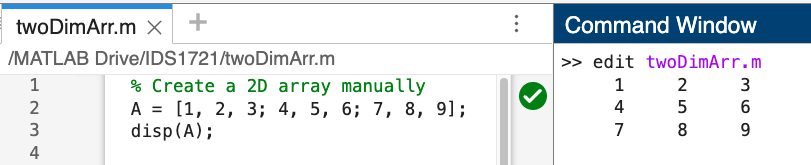 twoDimArr.m
/MATLAB Drive/IDS1721/twoDimArr.m
1 % Create a 2D array manually
2 A = [1, 2, 3; 4, 5, 6; 7, 8, 9];
3 disp(A);
4
Command Window
>> edit twoDimArr.m
1 2 3
4 5 6
7 8 9